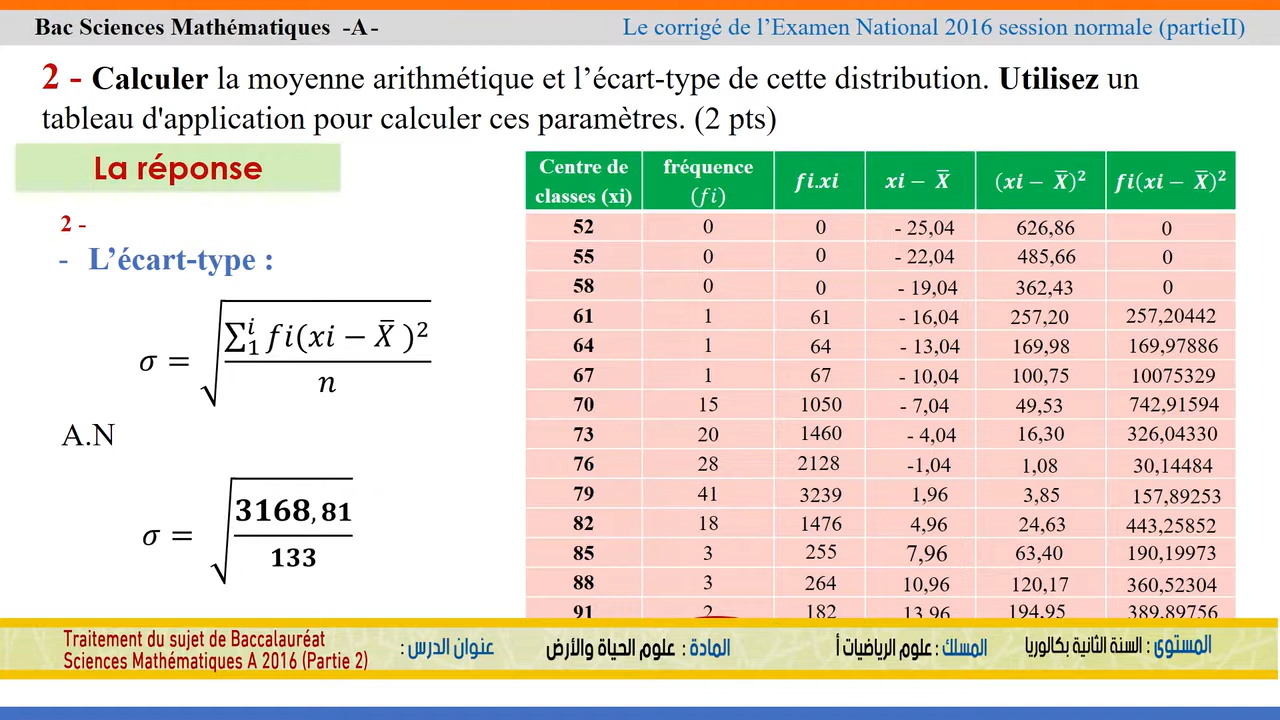 Bac Sciences Mathématiques -A- Le corrigé de l’Examen National 2016 session normale (partieII)
2 - Calculer la moyenne arithmétique et l’écart-type de cette distribution. Utilisez un
tableau d'application pour calculer ces paramètres. (2 pts)
La réponse
2 -
- L’écart-type :
σ = √(∑₁ⁱ fi(xi − X̄ )² / n)
A.N
σ = √(3168,81 / 133)
Centre de classes (xi) | fréquence (fi) | fi.xi | xi − X̄ | (xi − X̄)² | fi(xi − X̄)²
52 0 0 - 25,04 626,86 0
55 0 0 - 22,04 485,66 0
58 0 0 - 19,04 362,43 0
61 1 61 - 16,04 257,20 257,20442
64 1 64 - 13,04 169,98 169,97886
67 1 67 - 10,04 100,75 10075329
70 15 1050 - 7,04 49,53 742,91594
73 20 1460 - 4,04 16,30 326,04330
76 28 2128 -1,04 1,08 30,14484
79 41 3239 1,96 3,85 157,89253
82 18 1476 4,96 24,63 443,25852
85 3 255 7,96 63,40 190,19973
88 3 264 10,96 120,17 360,52304
91 2 182 13,96 194,95 389,89756
المستوى : السنة الثانية بكالوريا
المسلك : علوم الرياضيات أ
المادة : علوم الحياة والأرض
عنوان الدرس :
Traitement du sujet de Baccalauréat
Sciences Mathématiques A 2016 (Partie 2)